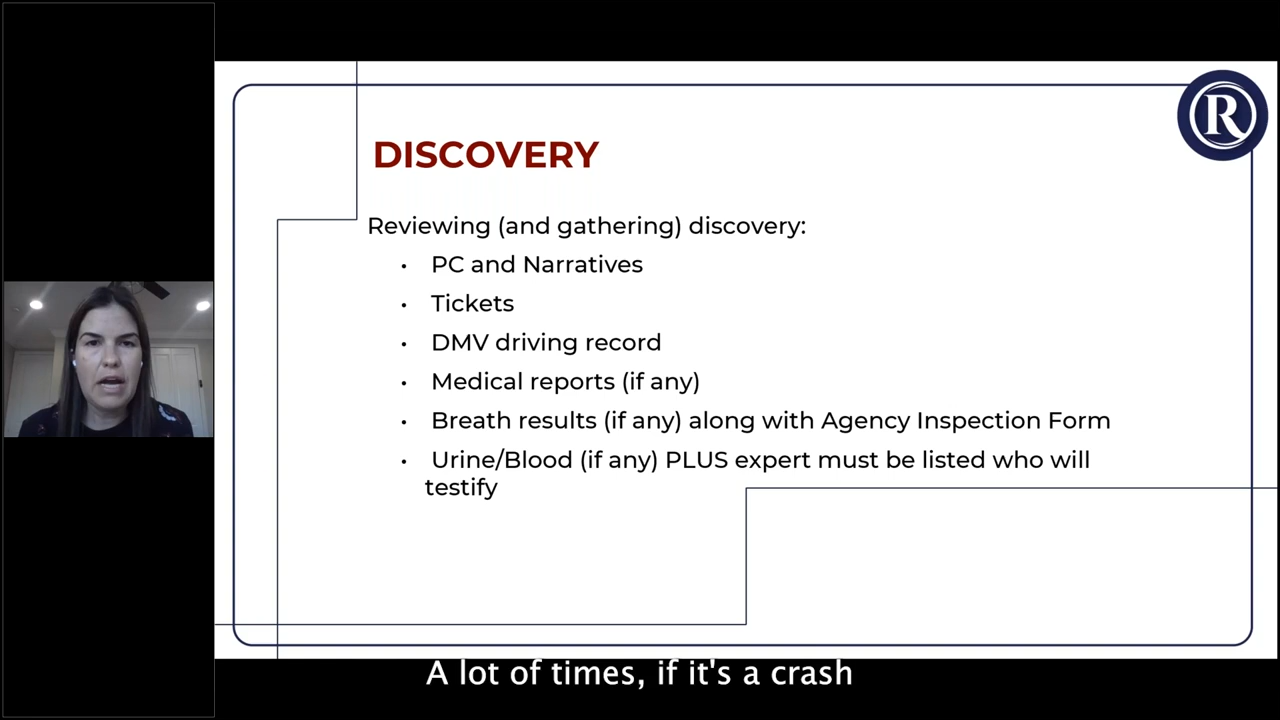 R
DISCOVERY
Reviewing (and gathering) discovery:
• PC and Narratives
• Tickets
• DMV driving record
• Medical reports (if any)
• Breath results (if any) along with Agency Inspection Form
• Urine/Blood (if any) PLUS expert must be listed who will
testify
A lot of times, if it's a crash